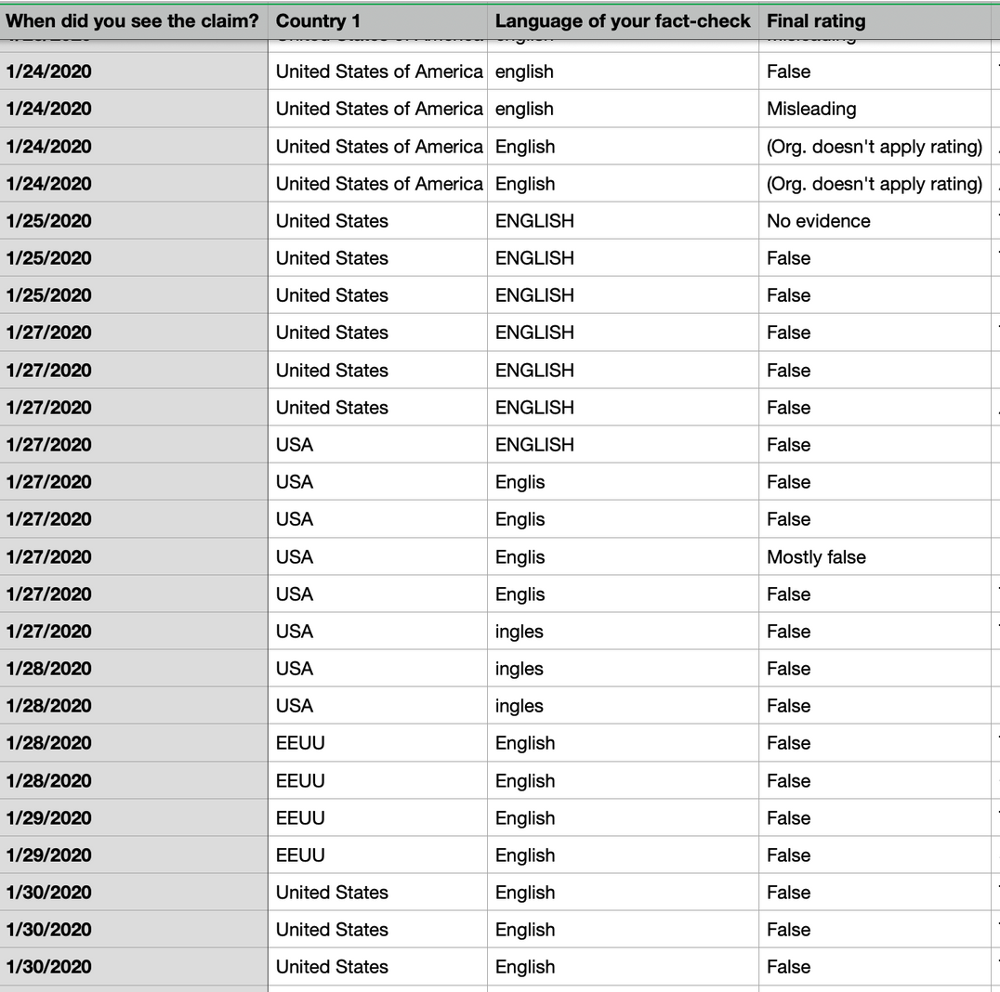 When did you see the claim? Country 1 Language of your fact-check Final rating
1/24/2020 United States of America english False
1/24/2020 United States of America english Misleading
1/24/2020 United States of America English (Org. doesn't apply rating)
1/24/2020 United States of America English (Org. doesn't apply rating)
1/25/2020 United States ENGLISH No evidence
1/25/2020 United States ENGLISH False
1/25/2020 United States ENGLISH False
1/27/2020 United States ENGLISH False
1/27/2020 United States ENGLISH False
1/27/2020 United States ENGLISH False
1/27/2020 USA ENGLISH False
1/27/2020 USA Englis False
1/27/2020 USA Englis False
1/27/2020 USA Englis Mostly false
1/27/2020 USA Englis False
1/27/2020 USA ingles False
1/28/2020 USA ingles False
1/28/2020 USA ingles False
1/28/2020 EEUU English False
1/28/2020 EEUU English False
1/29/2020 EEUU English False
1/29/2020 EEUU English False
1/30/2020 United States English False
1/30/2020 United States English False
1/30/2020 United States English False